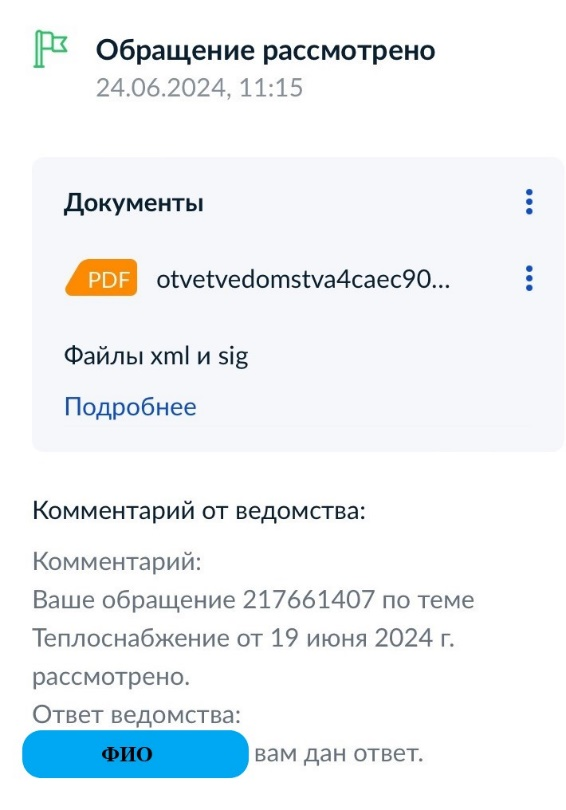 Обращение рассмотрено
24.06.2024, 11:15
Документы
PDF otvetvedomstva4caec90...
Файлы xml и sig
Подробнее
Комментарий от ведомства:
Комментарий:
Ваше обращение 217661407 по теме
Теплоснабжение от 19 июня 2024 г.
рассмотрено.
Ответ ведомства:
ФИО вам дан ответ.